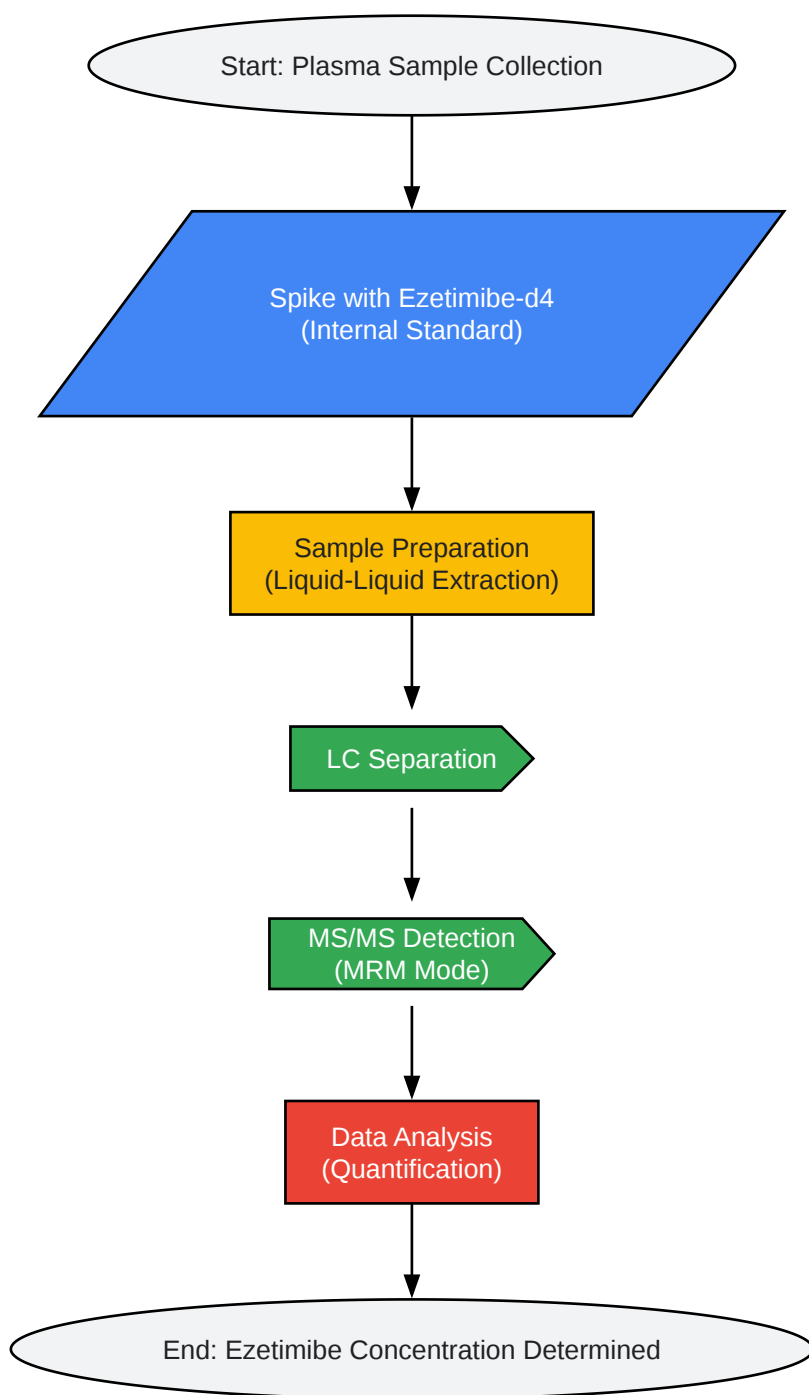 Start: Plasma Sample Collection
Spike with Ezetimibe-d4
(Internal Standard)
Sample Preparation
(Liquid-Liquid Extraction)
LC Separation
MS/MS Detection
(MRM Mode)
Data Analysis
(Quantification)
End: Ezetimibe Concentration Determined